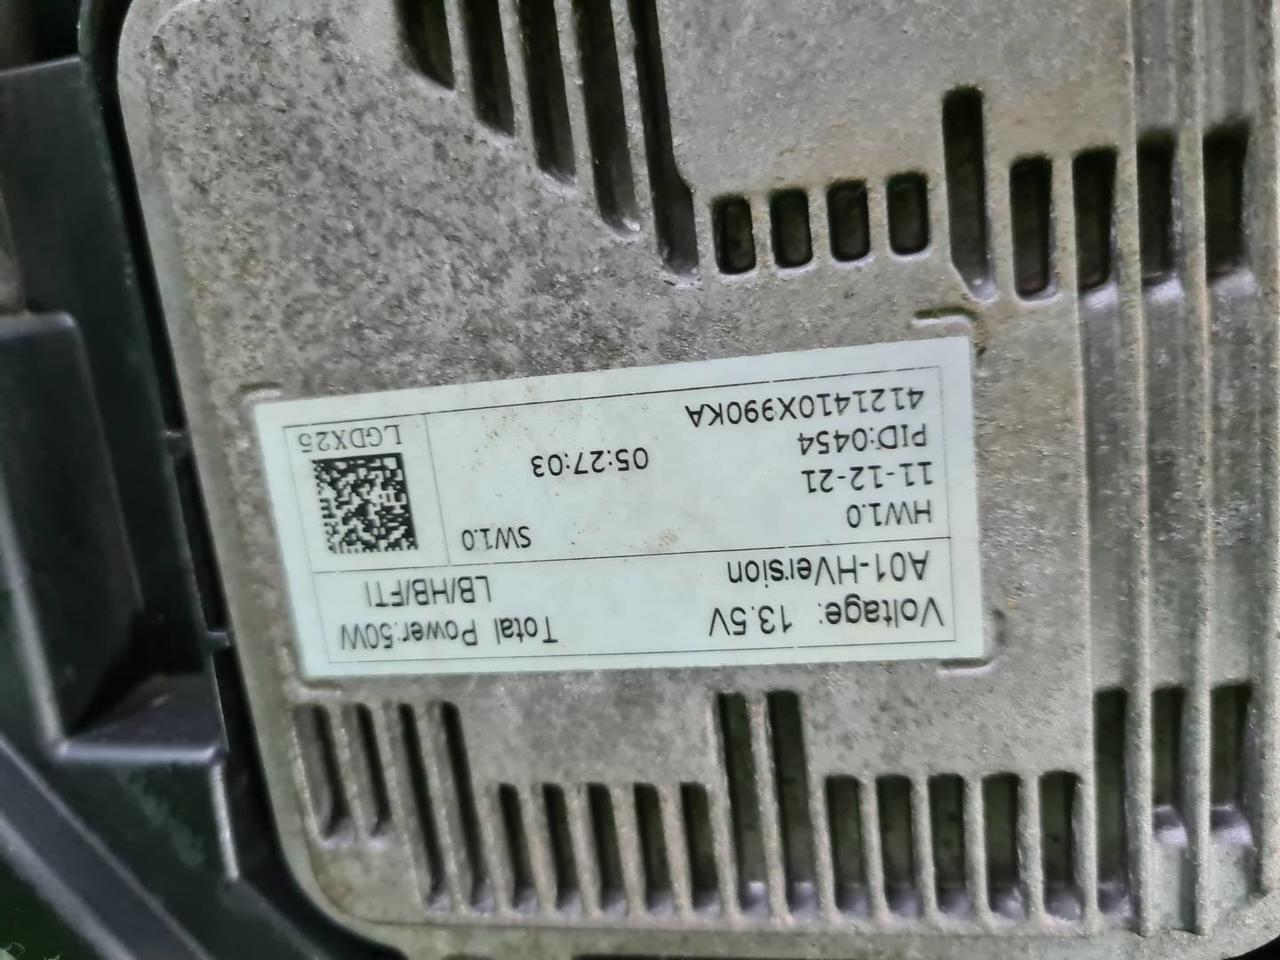 Voltage: 13.5V Total Power:50W
A01-HVersion LB/HB/FTI
HW1.0 SW1.0
11-12-21 05:27:03
PID:0454
4121410X990KA
LGDX25